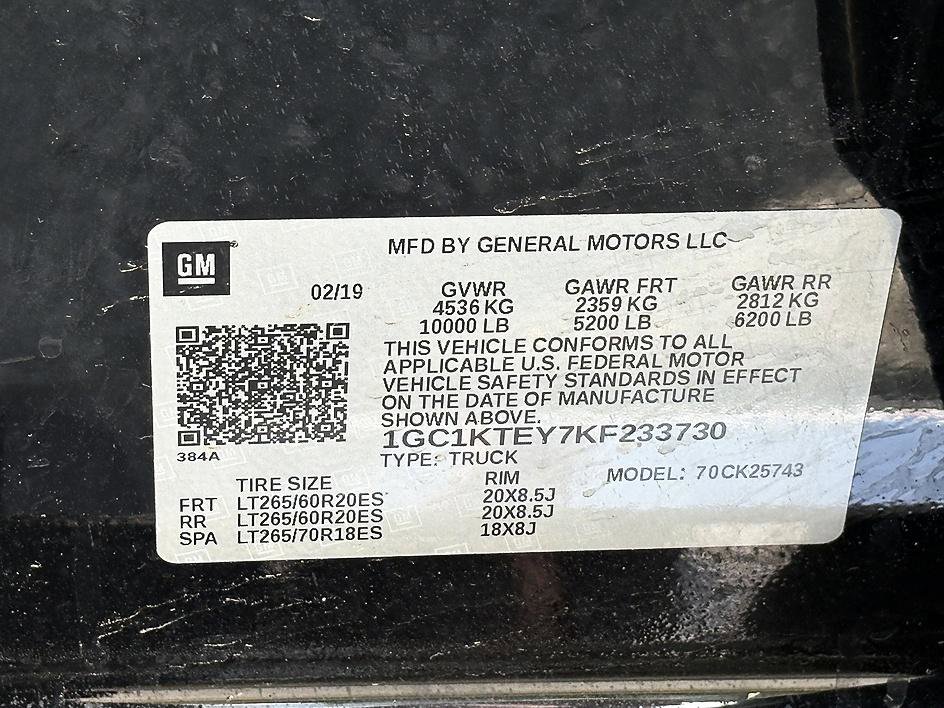 GM
MFD BY GENERAL MOTORS LLC
02/19
GVWR GAWR FRT GAWR RR
4536 KG 2359 KG 2812 KG
10000 LB 5200 LB 6200 LB
THIS VEHICLE CONFORMS TO ALL
APPLICABLE U.S. FEDERAL MOTOR
VEHICLE SAFETY STANDARDS IN EFFECT
ON THE DATE OF MANUFACTURE
SHOWN ABOVE.
1GC1KTEY7KF233730
384A
TYPE: TRUCK MODEL: 70CK25743
TIRE SIZE RIM
FRT LT265/60R20ES 20X8.5J
RR LT265/60R20ES 20X8.5J
SPA LT265/70R18ES 18X8J